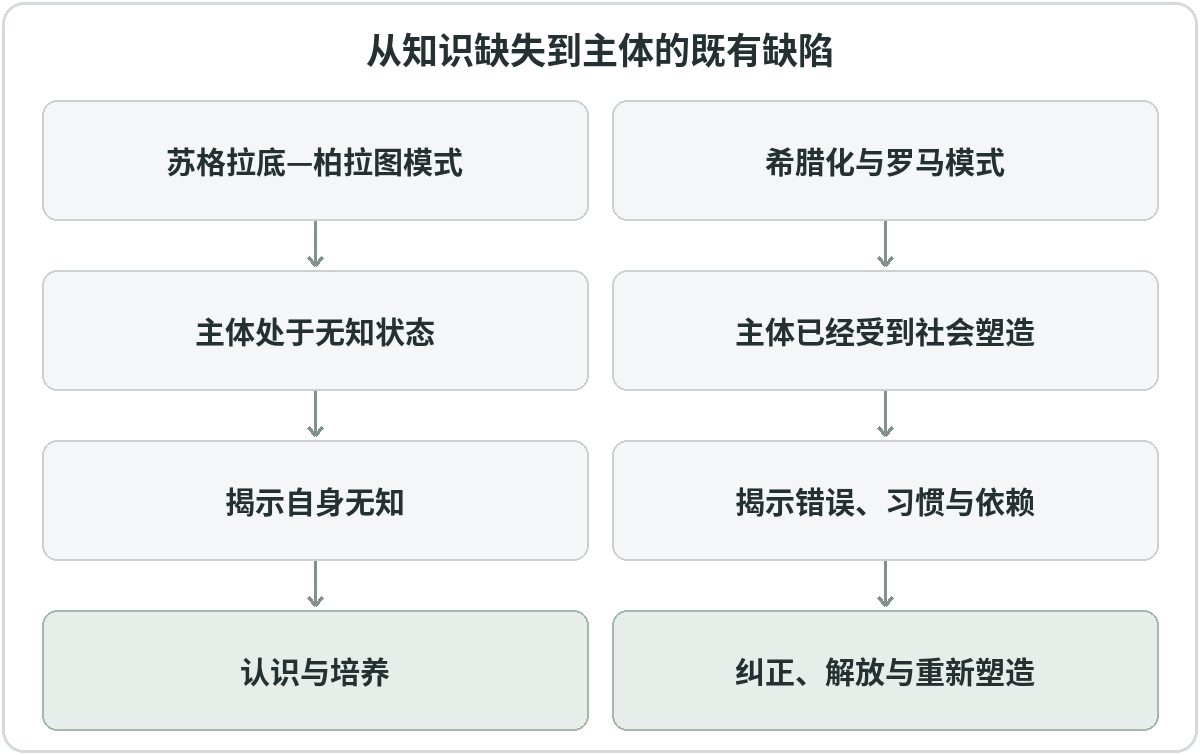 从知识缺失到主体的既有缺陷
苏格拉底—柏拉图模式
主体处于无知状态
揭示自身无知
认识与培养
希腊化与罗马模式
主体已经受到社会塑造
揭示错误、习惯与依赖
纠正、解放与重新塑造